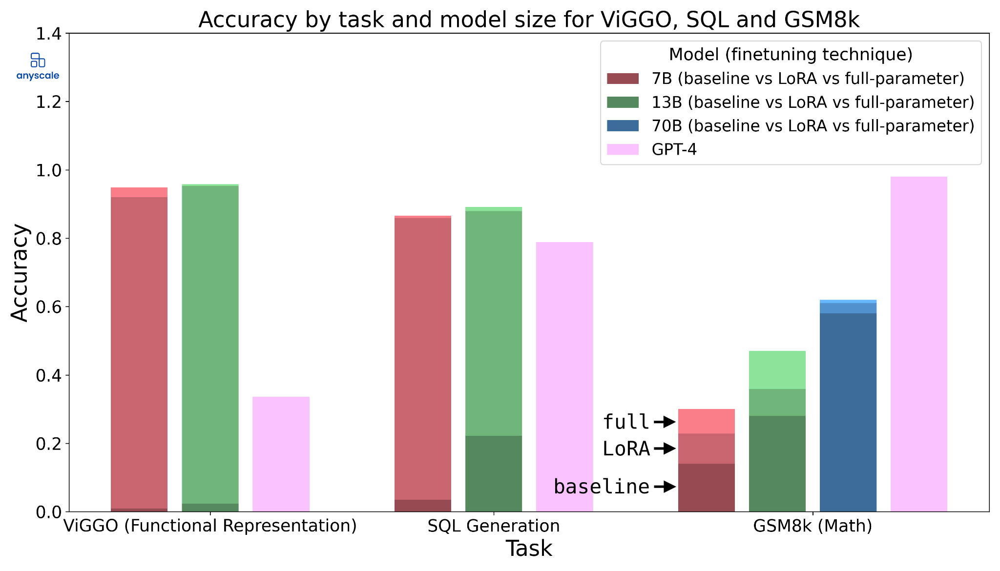 Accuracy by task and model size for ViGGO, SQL and GSM8k
anyscale
Model (finetuning technique)
7B (baseline vs LoRA vs full-parameter)
13B (baseline vs LoRA vs full-parameter)
70B (baseline vs LoRA vs full-parameter)
GPT-4
Accuracy
1.4
1.2
1.0
0.8
0.6
0.4
0.2
0.0
full
LoRA
baseline
ViGGO (Functional Representation)
SQL Generation
GSM8k (Math)
Task